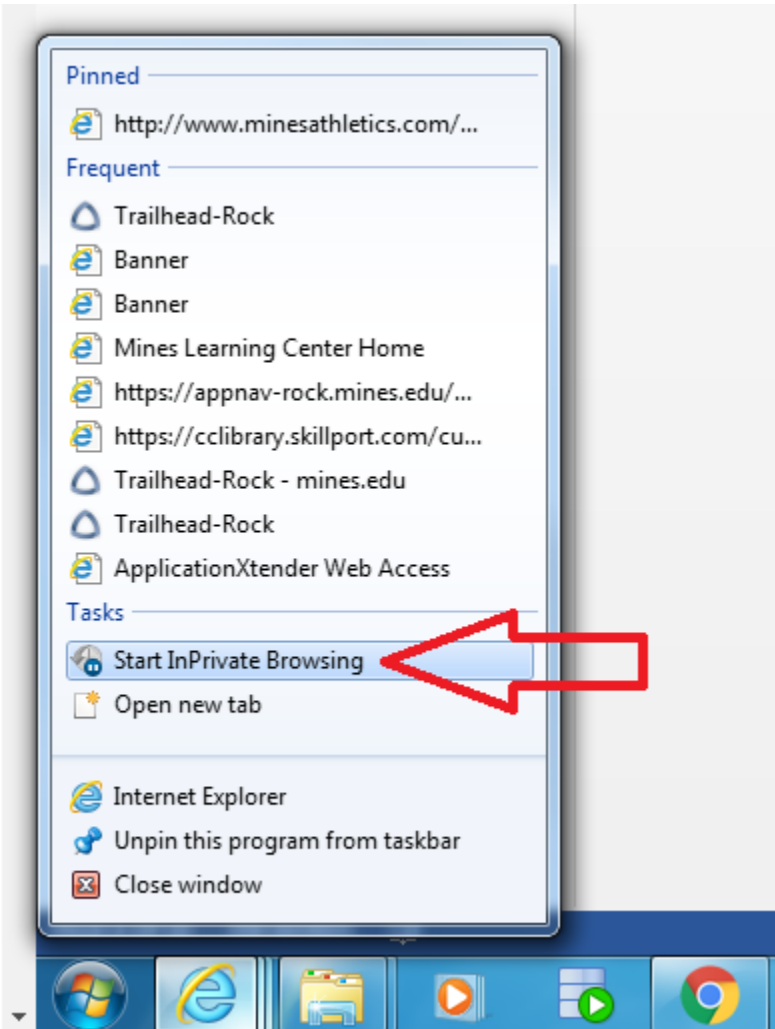 Pinned
http://www.minesathletics.com/...
Frequent
Trailhead-Rock
Banner
Banner
Mines Learning Center Home
https://appnav-rock.mines.edu/...
https://cclibrary.skillport.com/cu...
Trailhead-Rock - mines.edu
Trailhead-Rock
ApplicationXtender Web Access
Tasks
Start InPrivate Browsing
Open new tab
Internet Explorer
Unpin this program from taskbar
Close window